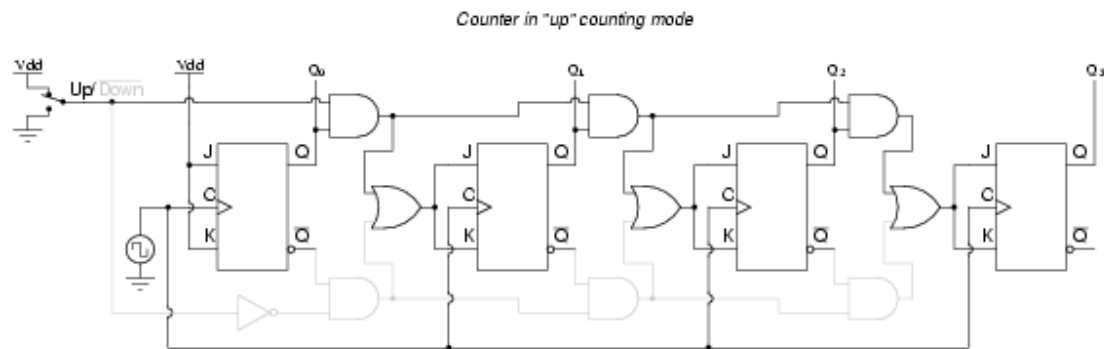 Counter in "up" counting mode
Vdd Vdd Q₀ Q₁ Q₂ Q₃
Up/Down
J Q J Q J Q J Q
C C C C
K Q K Q K Q K Q